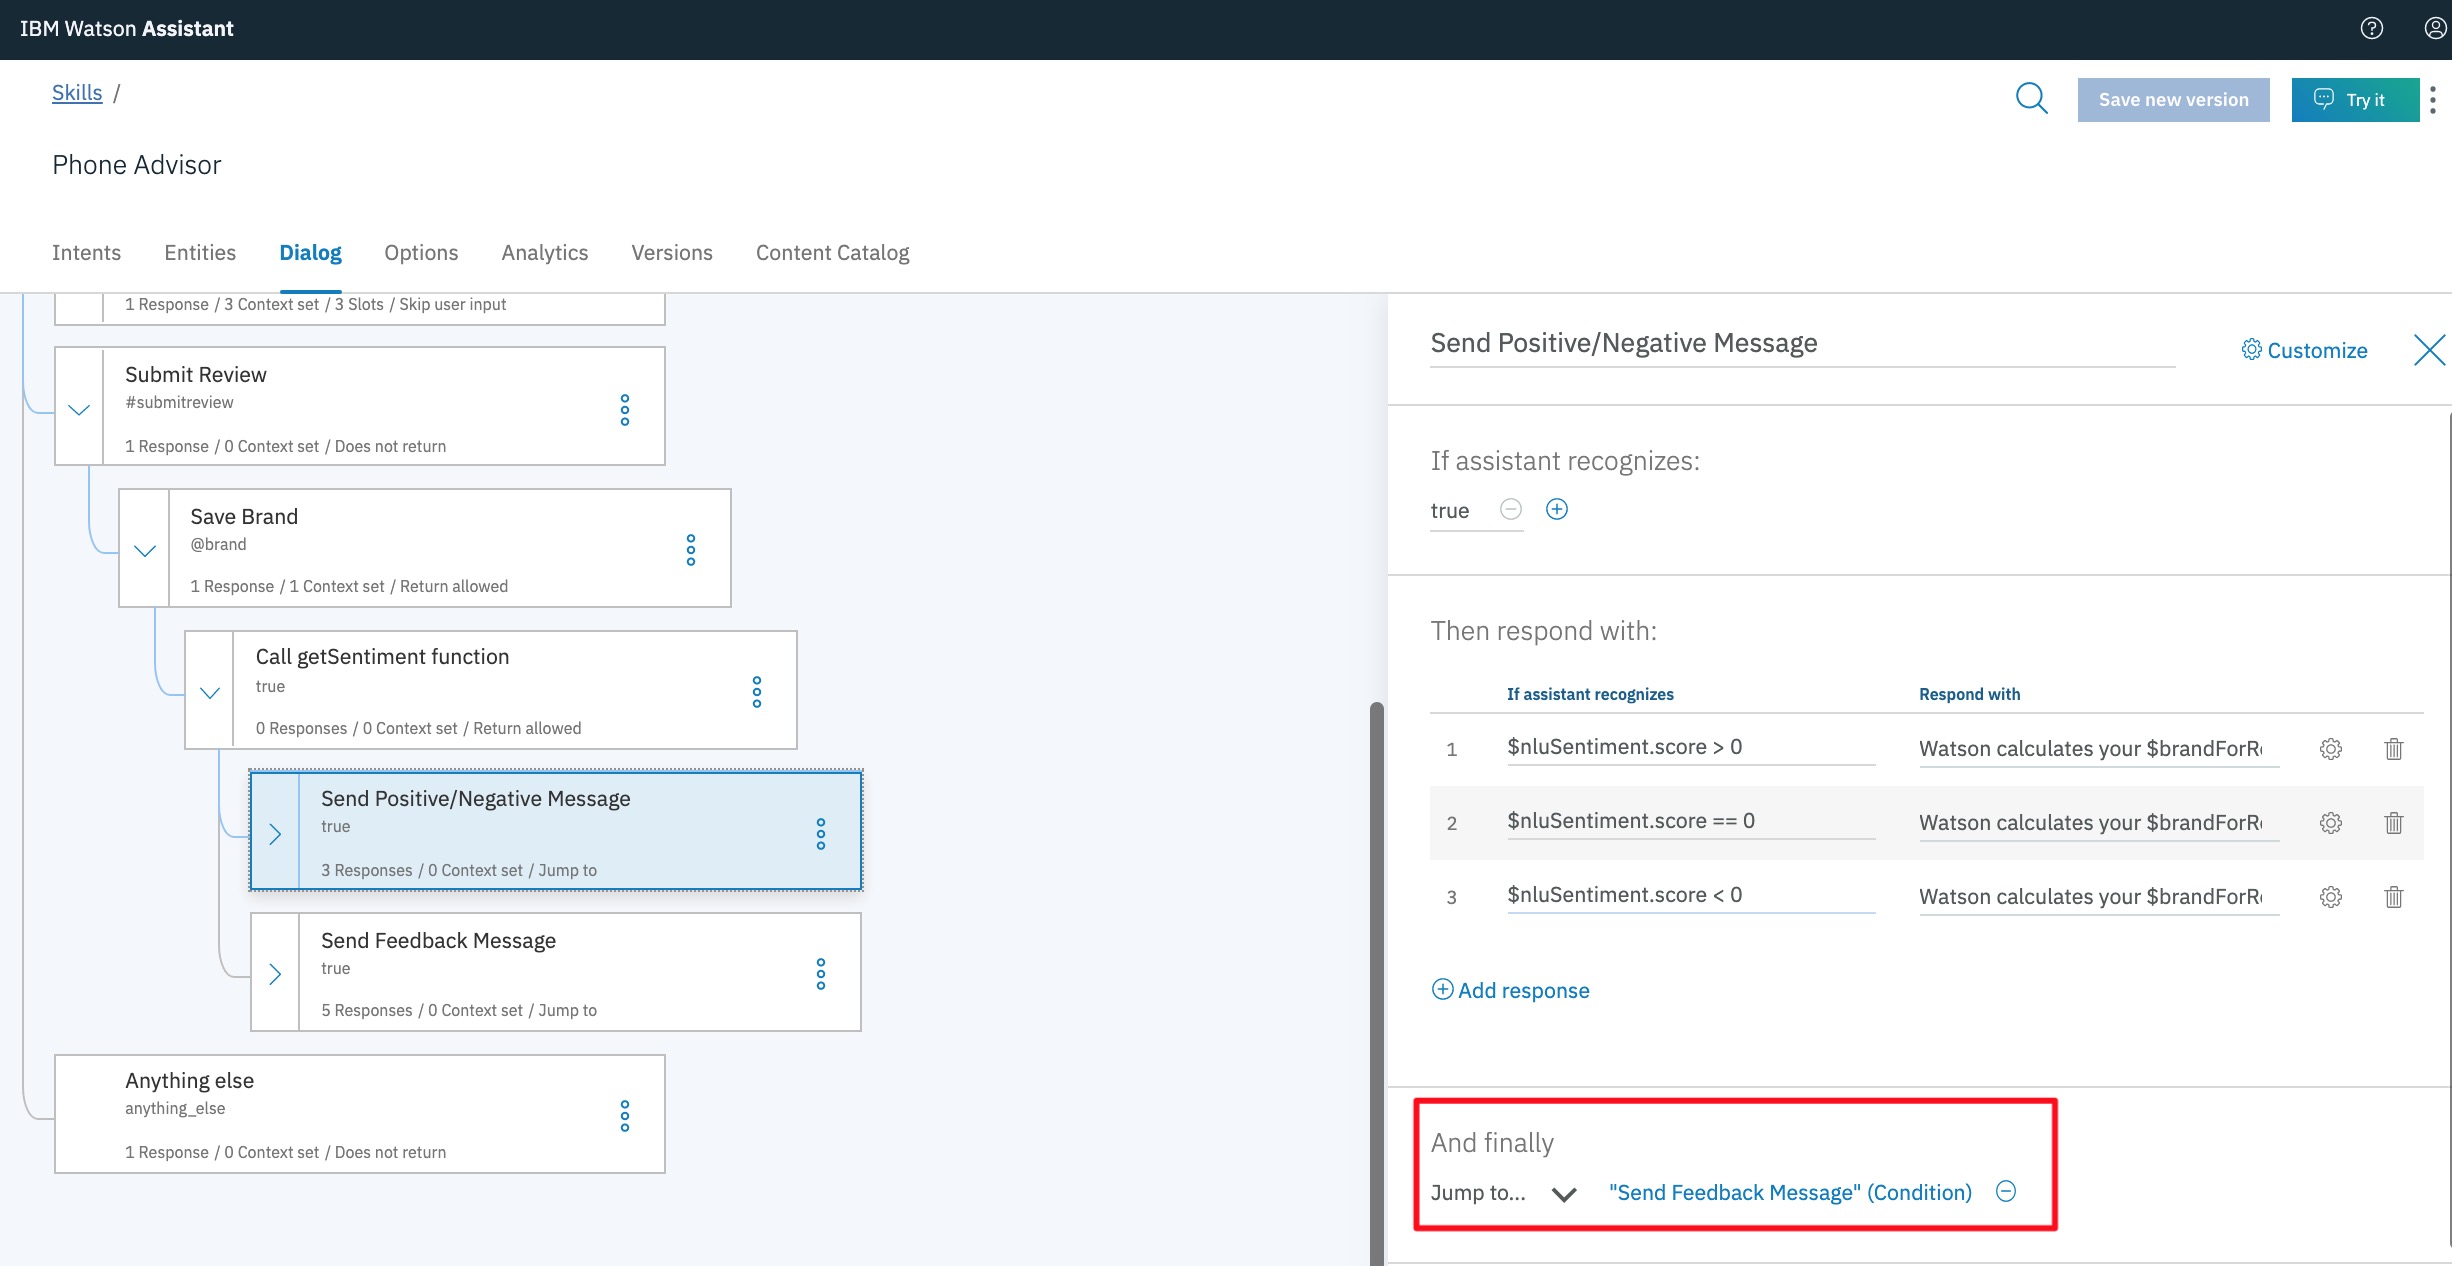 IBM Watson Assistant
Skills /
Save new version
Try it
Phone Advisor
Intents Entities Dialog Options Analytics Versions Content Catalog
1 Response / 3 Context set / 3 Slots / Skip user input
Submit Review
#submitreview
1 Response / 0 Context set / Does not return
Save Brand
@brand
1 Response / 1 Context set / Return allowed
Call getSentiment function
true
0 Responses / 0 Context set / Return allowed
Send Positive/Negative Message
true
3 Responses / 0 Context set / Jump to
Send Feedback Message
true
5 Responses / 0 Context set / Jump to
Anything else
anything_else
1 Response / 0 Context set / Does not return
Send Positive/Negative Message
Customize
If assistant recognizes:
true
Then respond with:
If assistant recognizes Respond with
1 $nluSentiment.score > 0 Watson calculates your $brandForR
2 $nluSentiment.score == 0 Watson calculates your $brandForR
3 $nluSentiment.score < 0 Watson calculates your $brandForR
Add response
And finally
Jump to... "Send Feedback Message" (Condition)